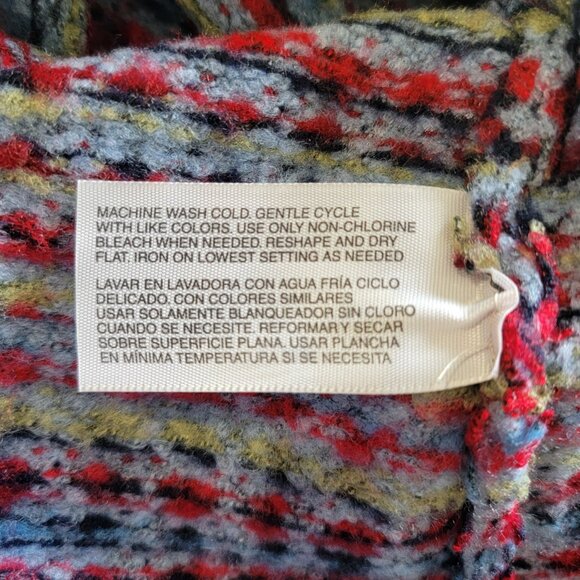 MACHINE WASH COLD. GENTLE CYCLE
WITH LIKE COLORS. USE ONLY NON-CHLORINE
BLEACH WHEN NEEDED. RESHAPE AND DRY
FLAT. IRON ON LOWEST SETTING AS NEEDED
LAVAR EN LAVADORA CON AGUA FRÍA CICLO
DELICADO. CON COLORES SIMILARES
USAR SOLAMENTE BLANQUEADOR SIN CLORO
CUANDO SE NECESITE. REFORMAR Y SECAR
SOBRE SUPERFICIE PLANA. USAR PLANCHA
EN MÍNIMA TEMPERATURA SI SE NECESITA